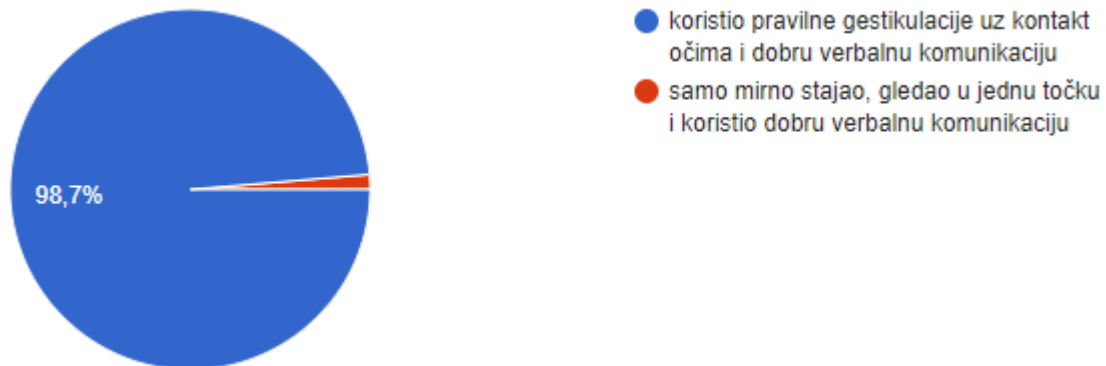 98,7%
koristio pravilne gestikulacije uz kontakt
očima i dobru verbalnu komunikaciju
samo mirno stajao, gledao u jednu točku
i koristio dobru verbalnu komunikaciju